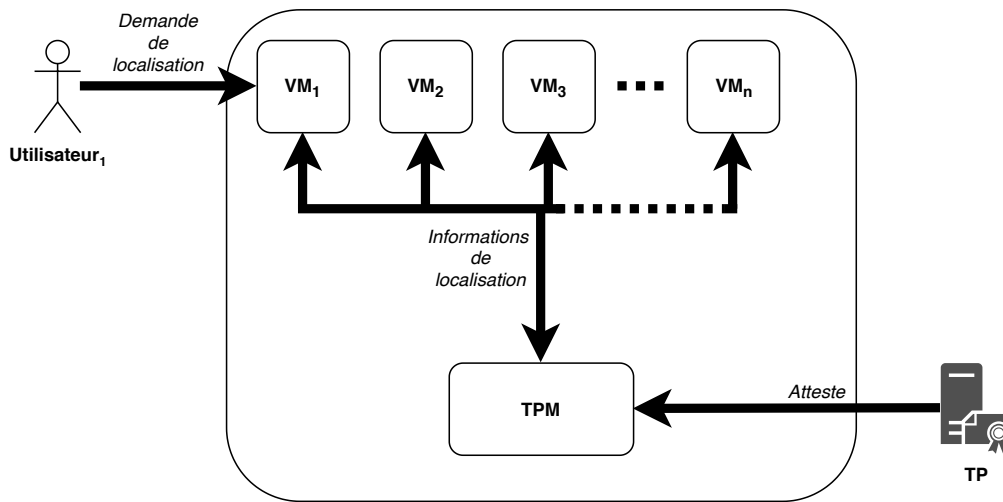 Demande
de
localisation
Utilisateur₁
VM₁
VM₂
VM₃
VMₙ
Informations
de
localisation
TPM
Atteste
TP